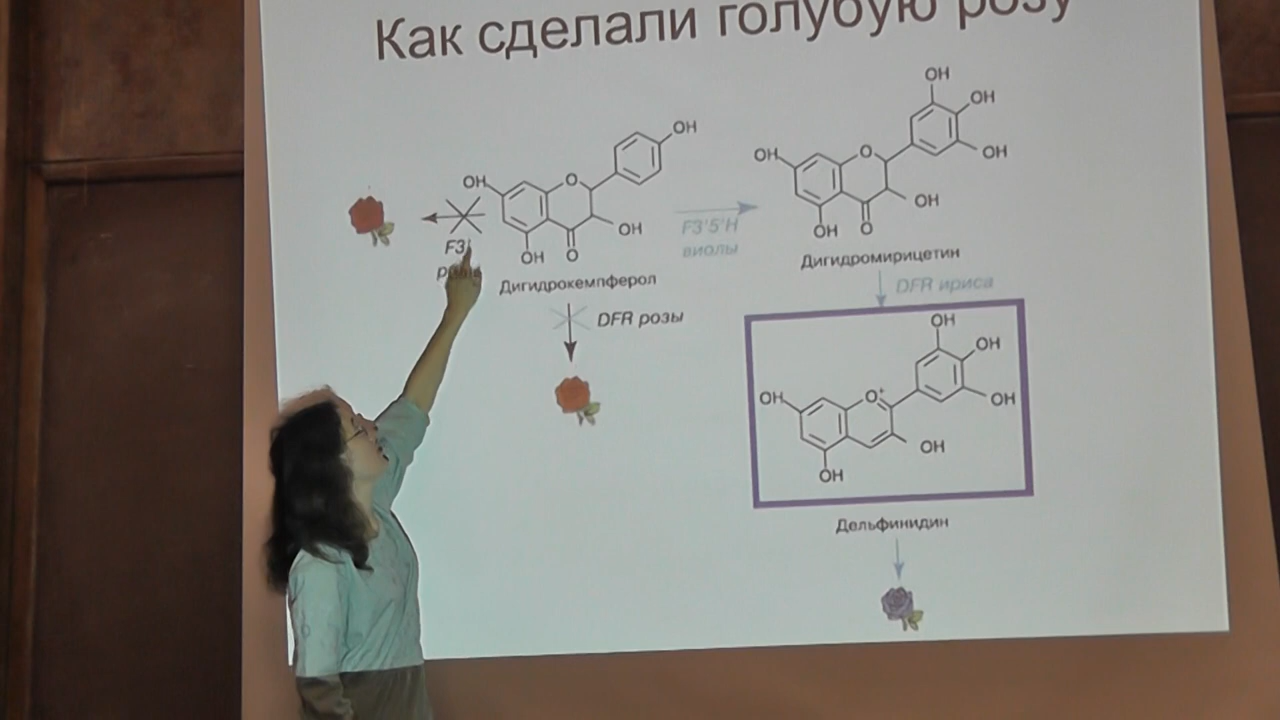 Как сделали голубую розу
OH
OH
OH
OH
O
OH
OH
O
Дигидрокемпферол
F3'
F3'5'H
виолы
OH
O
OH
OH
OH
O
Дигидромирицетин
DFR розы
DFR ириса
OH
OH
OH
O+
OH
OH
OH
Дельфинидин